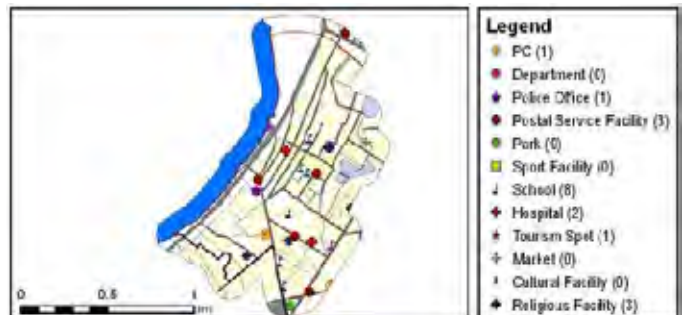 Legend
PC (1)
Department (0)
Police Office (1)
Postal Service Facility (3)
Park (0)
Sport Facility (0)
School (8)
Hospital (2)
Tourism Spot (1)
Market (0)
Cultural Facility (0)
Religious Facility (3)
0 0.5 1